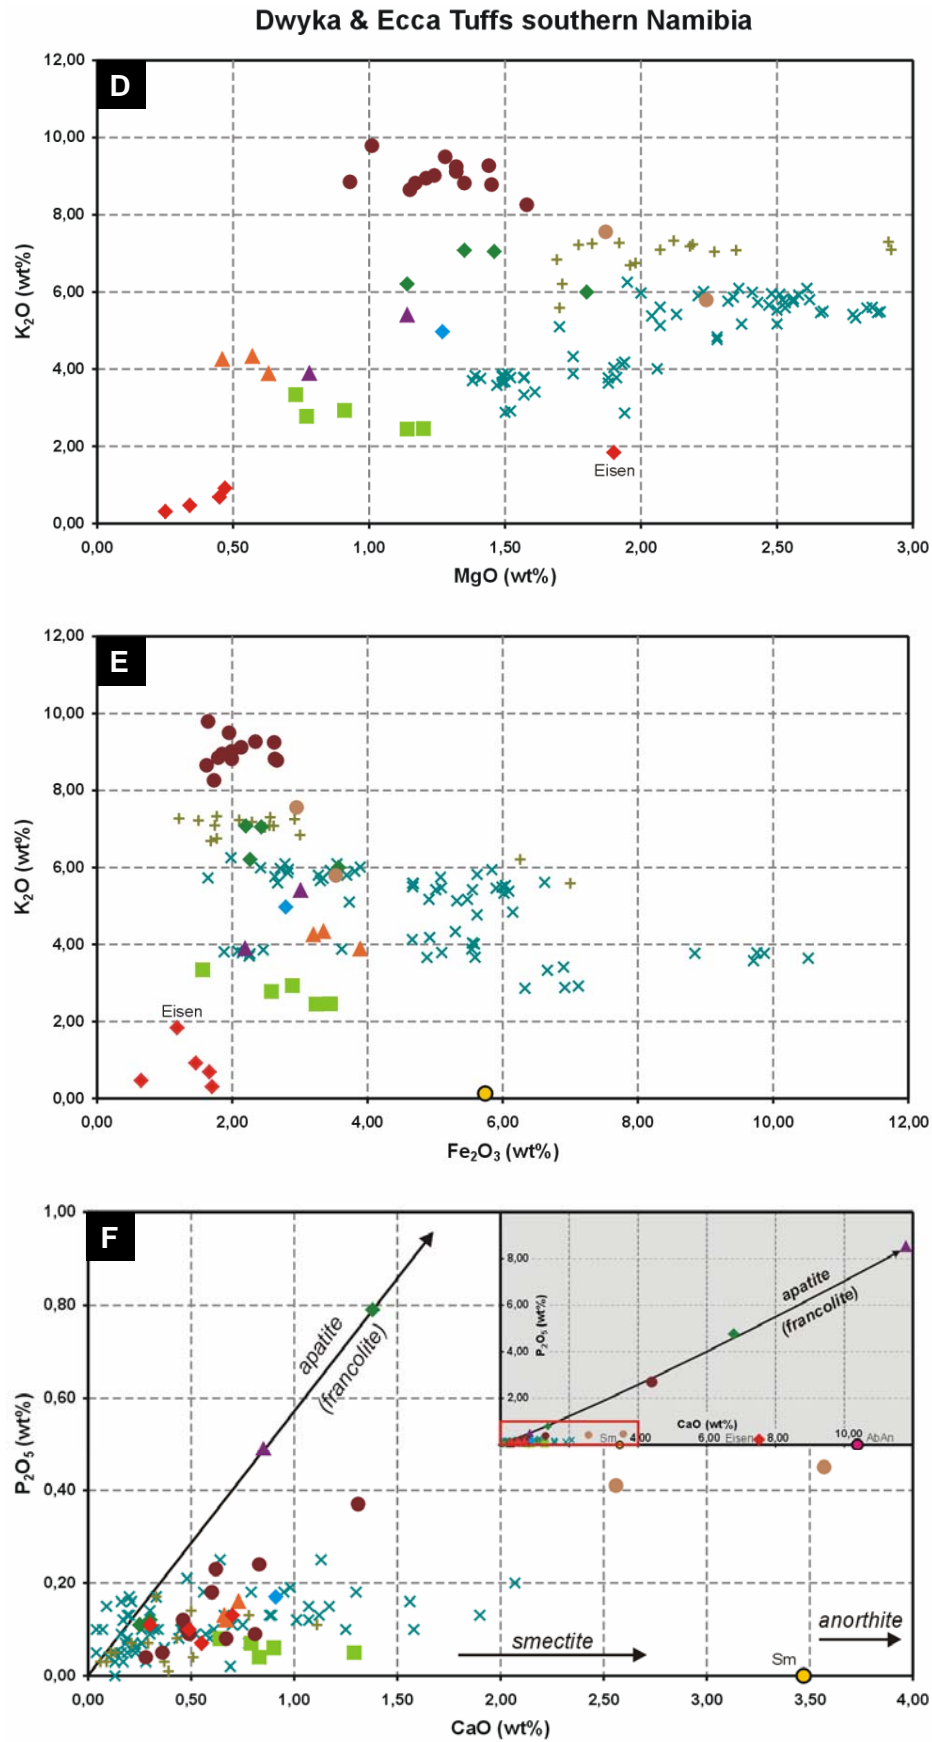 Dwyka & Ecca Tuffs southern Namibia
D
12,00
10,00
8,00
6,00
4,00
2,00
0,00
K₂O (wt%)
Eisen
0,00 0,50 1,00 1,50 2,00 2,50 3,00
MgO (wt%)
E
12,00
10,00
8,00
6,00
4,00
2,00
0,00
K₂O (wt%)
Eisen
0,00 2,00 4,00 6,00 8,00 10,00 12,00
Fe₂O₃ (wt%)
F
1,00
0,80
0,60
0,40
0,20
0,00
P₂O₅ (wt%)
apatite
(francolite)
8,00
6,00
4,00
2,00
P₂O₅ (wt%)
apatite
(francolite)
CaO (wt%)
Sm 4,00 6,00 Eisen 8,00 10,00 AbAn
smectite
anorthite
Sm
0,00 0,50 1,00 1,50 2,00 2,50 3,00 3,50 4,00
CaO (wt%)